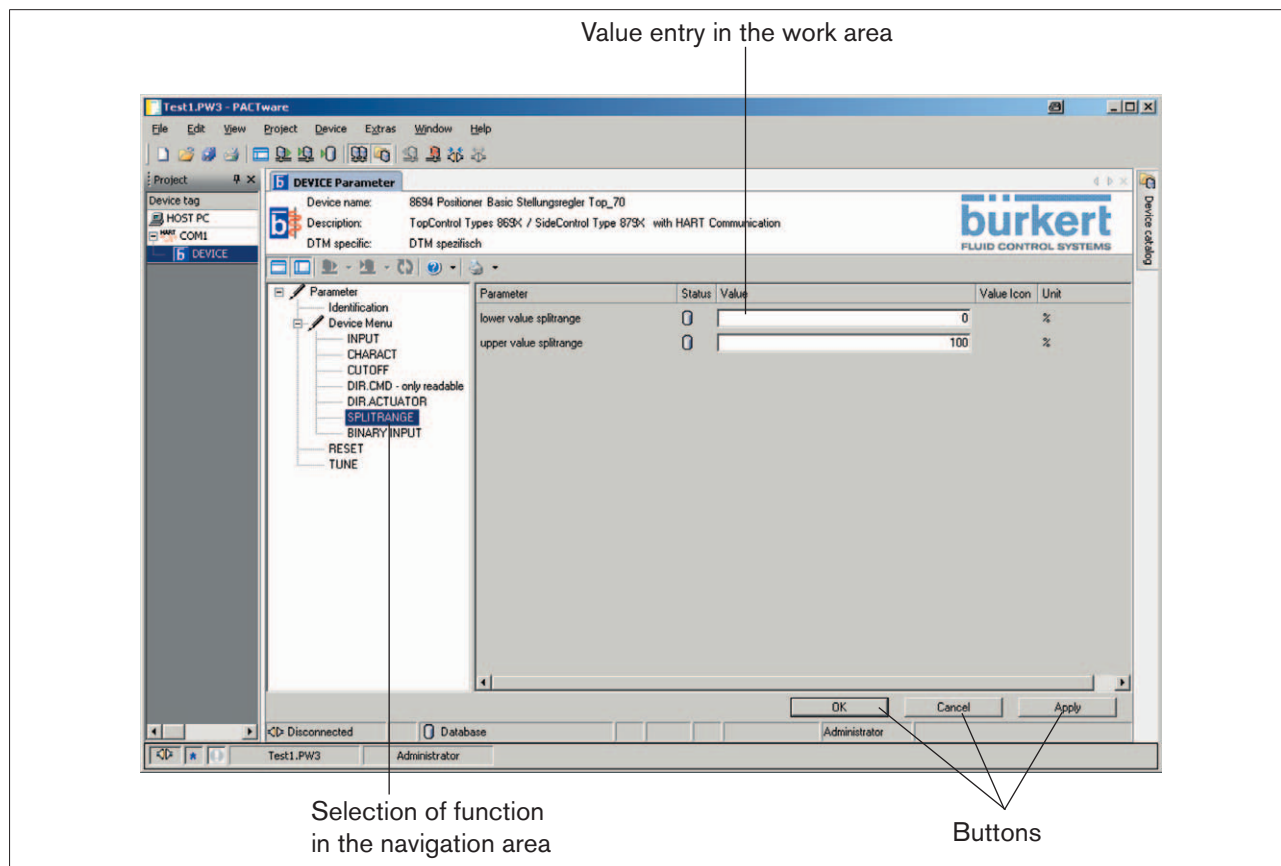 Value entry in the work area
Test1.PW3 - PACTware
File Edit View Project Device Extras Window Help
Project
Device tag
HOST PC
HART COM1
DEVICE
DEVICE Parameter
Device name: 8694 Positioner Basic Stellungsregler Top_70
Description: TopControl Types 869X / SideControl Type 879X with HART Communication
DTM specific: DTM spezifisch
bürkert
FLUID CONTROL SYSTEMS
Device catalog
Parameter
Identification
Device Menu
INPUT
CHARACT
CUTOFF
DIR.CMD - only readable
DIR.ACTUATOR
SPLITRANGE
BINARY INPUT
RESET
TUNE
Parameter Status Value Value Icon Unit
lower value splitrange 0 %
upper value splitrange 100 %
OK Cancel Apply
Disconnected Database Administrator
Test1.PW3 Administrator
Selection of function
in the navigation area
Buttons